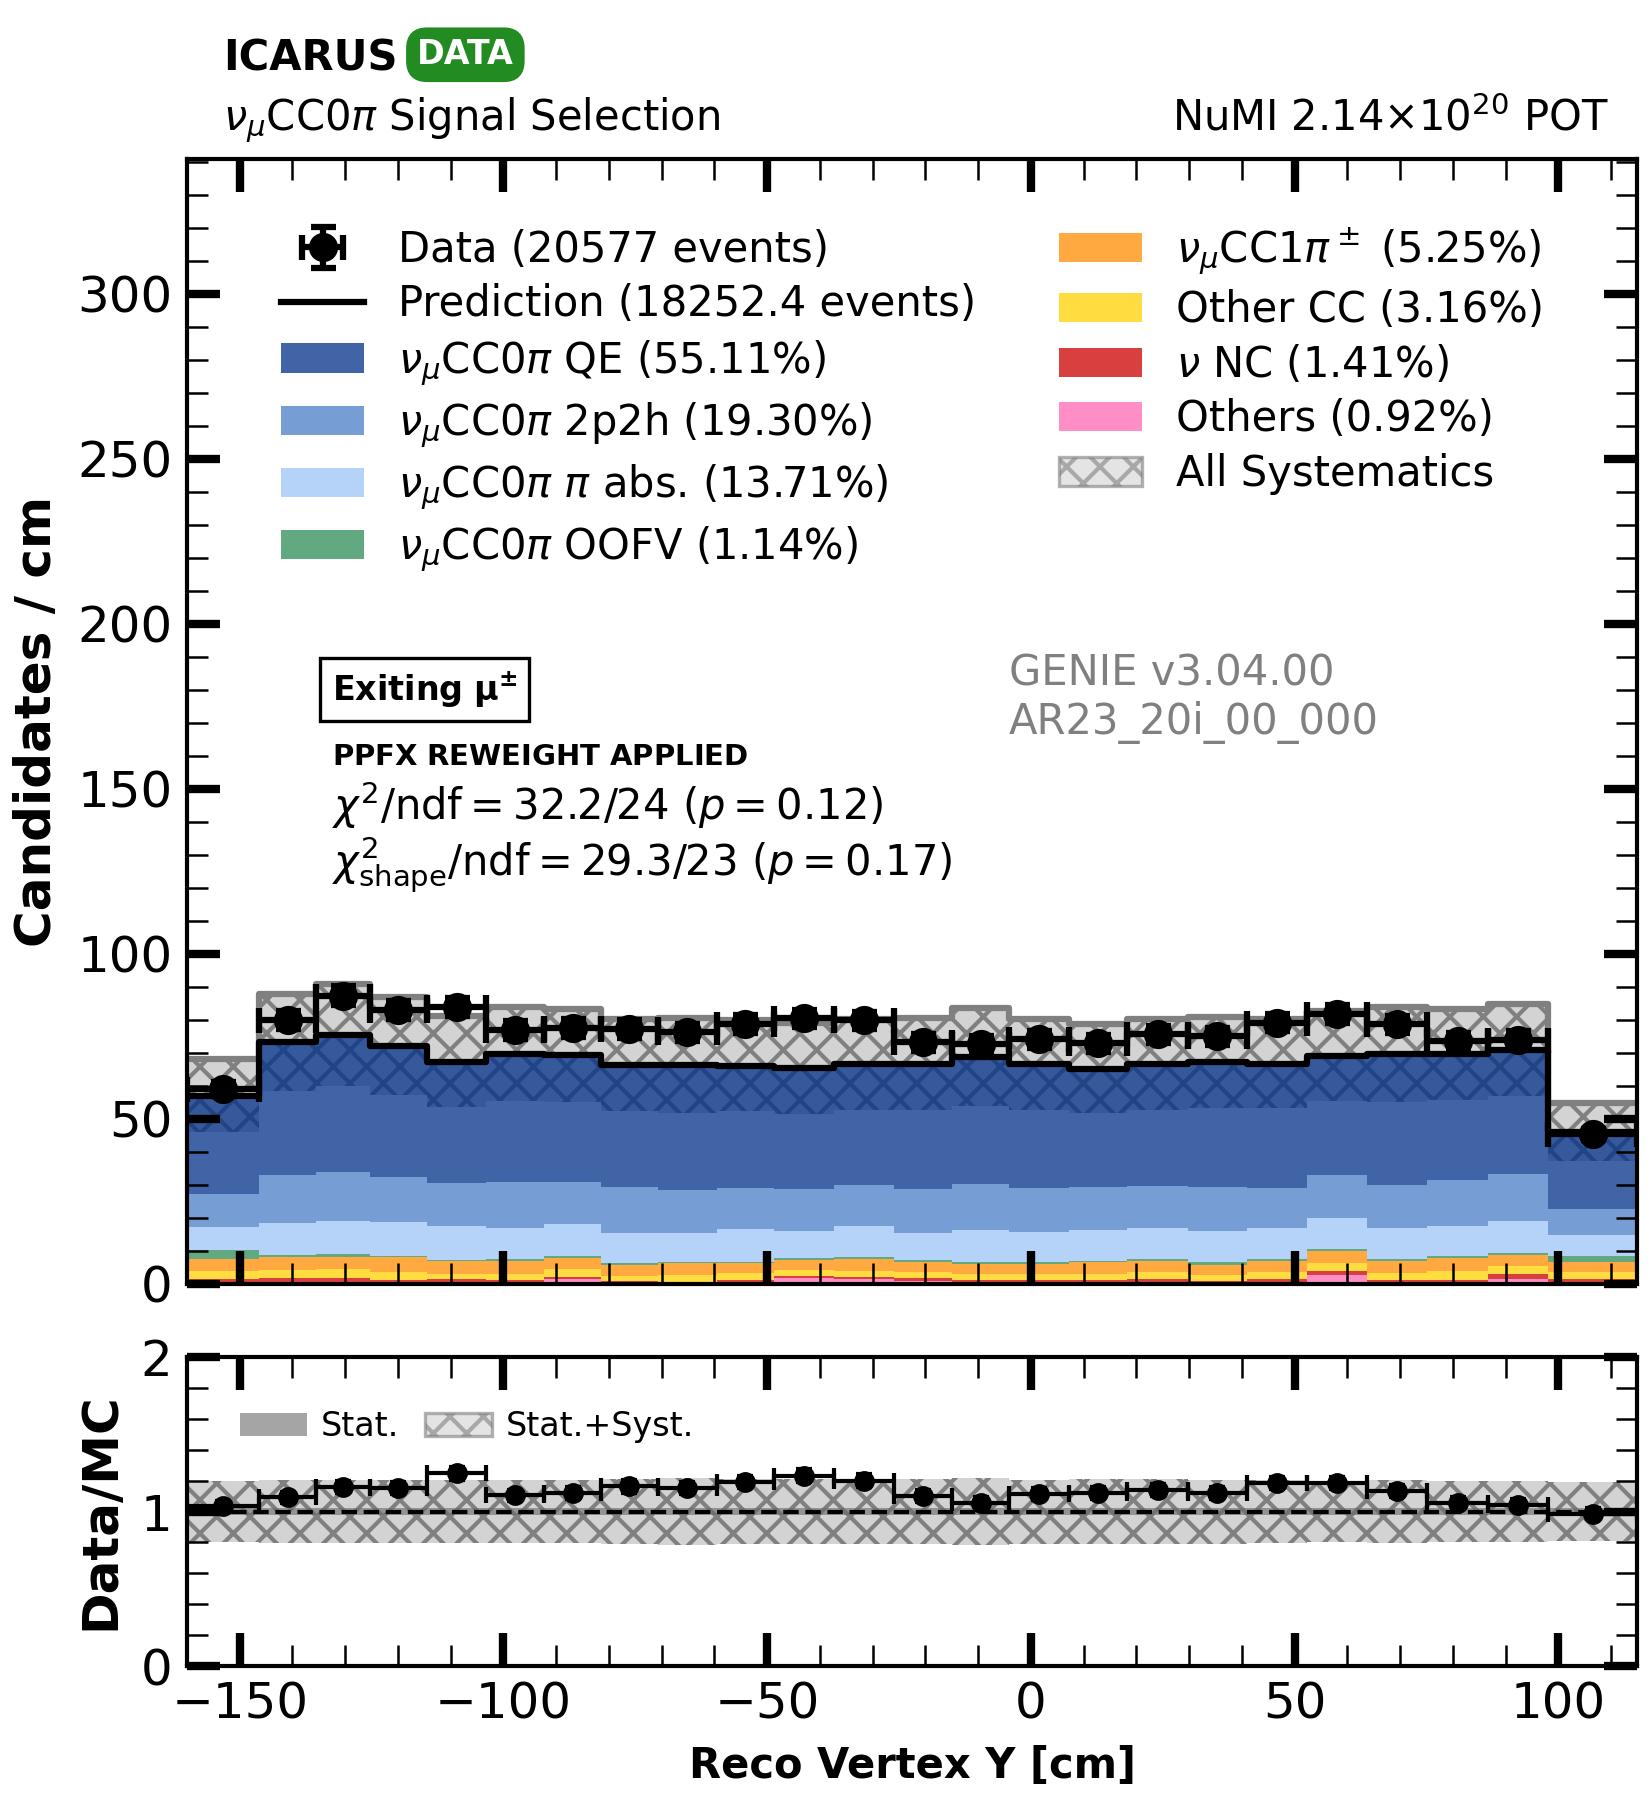 ICARUS DATA
νμCC0π Signal Selection
NuMI 2.14×10²⁰ POT
Data (20577 events)
Prediction (18252.4 events)
νμCC0π QE (55.11%)
νμCC0π 2p2h (19.30%)
νμCC0π π abs. (13.71%)
νμCC0π OOFV (1.14%)
νμCC1π± (5.25%)
Other CC (3.16%)
ν NC (1.41%)
Others (0.92%)
All Systematics
Exiting μ±
PPFX REWEIGHT APPLIED
χ²/ndf = 32.2/24 (p = 0.12)
χ²shape/ndf = 29.3/23 (p = 0.17)
GENIE v3.04.00
AR23_20i_00_000
Candidates / cm
300
250
200
150
100
50
0
Data/MC
2
1
0
Stat.
Stat.+Syst.
−150 −100 −50 0 50 100
Reco Vertex Y [cm]